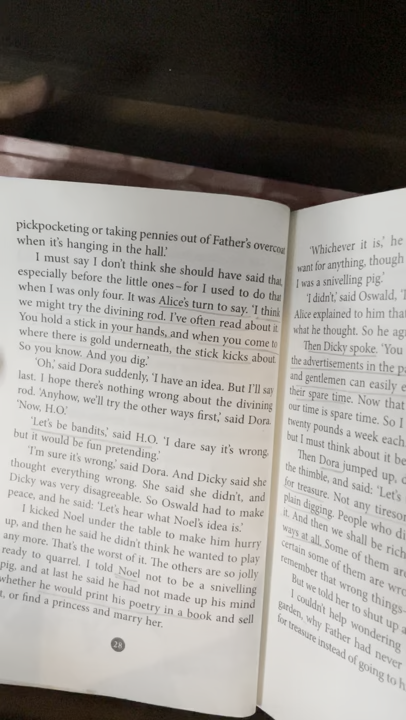 pickpocketing or taking pennies out of Father's overcoat
when it's hanging in the hall.'
I must say I don't think she should have said that,
especially before the little ones – for I used to do that
when I was only four. It was Alice's turn to say. 'I think
we might try the divining rod. I've often read about it.
You hold a stick in your hands, and when you come to
where there is gold underneath, the stick kicks about.
So you know. And you dig.'
'Oh,' said Dora suddenly, 'I have an idea. But I'll say
last. I hope there's nothing wrong about the divining
rod. 'Anyhow, we'll try the other ways first,' said Dora.
'Now, H.O.'
'Let's be bandits,' said H.O. 'I dare say it's wrong,
but it would be fun pretending.'
'I'm sure it's wrong,' said Dora. And Dicky said she
thought everything wrong. She said she didn't, and
Dicky was very disagreeable. So Oswald had to make
peace, and he said: 'Let's hear what Noel's idea is.'
I kicked Noel under the table to make him hurry
up, and then he said he didn't think he wanted to play
any more. That's the worst of it. The others are so jolly
ready to quarrel. I told Noel not to be a snivelling
pig, and at last he said he had not made up his mind
whether he would print his poetry in a book and sell
it, or find a princess and marry her.
28
'Whichever it is,' he
want for anything, though
I was a snivelling pig.'
'I didn't,' said Oswald,
Alice explained to him that
what he thought. So he
Then Dicky spoke. 'You
the advertisements in the
and gentlemen can easily
their spare time. Now that
our time is spare time. So I
twenty pounds a week each
but I must think about it
Then Dora jumped up,
the thimble, and said: 'Let's
for treasure. Not any tiresome
plain digging. People who
it. And then we shall be rich
ways at all. Some of them are
certain some of them are
remember that wrong things
But we told her to shut up
I couldn't help wondering
garden, why Father had never
for treasure instead of going to